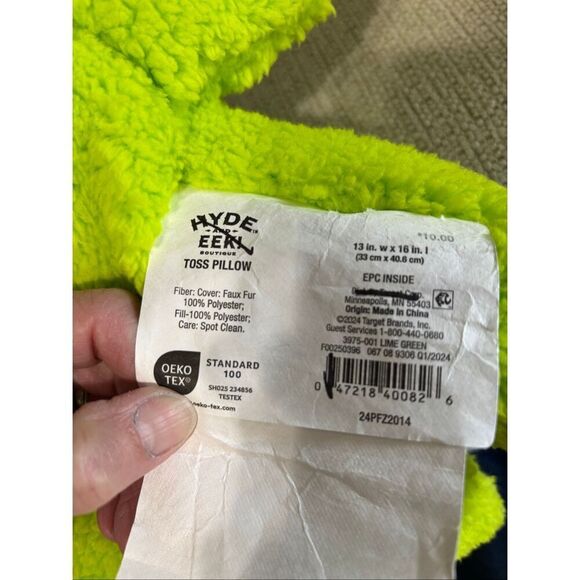 HYDE
AND
EEK!
BOUTIQUE
TOSS PILLOW
Fiber: Cover: Faux Fur
100% Polyester;
Fill-100% Polyester;
Care: Spot Clean.
OEKO
TEX®
STANDARD
100
SH025 234856
TESTEX
oeko-tex.com
$10.00
13 in. w x 16 in. l
(33 cm x 40.6 cm)
EPC INSIDE
Corp.
Minneapolis, MN 55403
Origin: Made in China
©2024 Target Brands, Inc.
Guest Services 1-800-440-0680
3975-001 LIME GREEN
F00250396 067 08 9306 01/2024
0 47218 40082 6
24PFZ2014